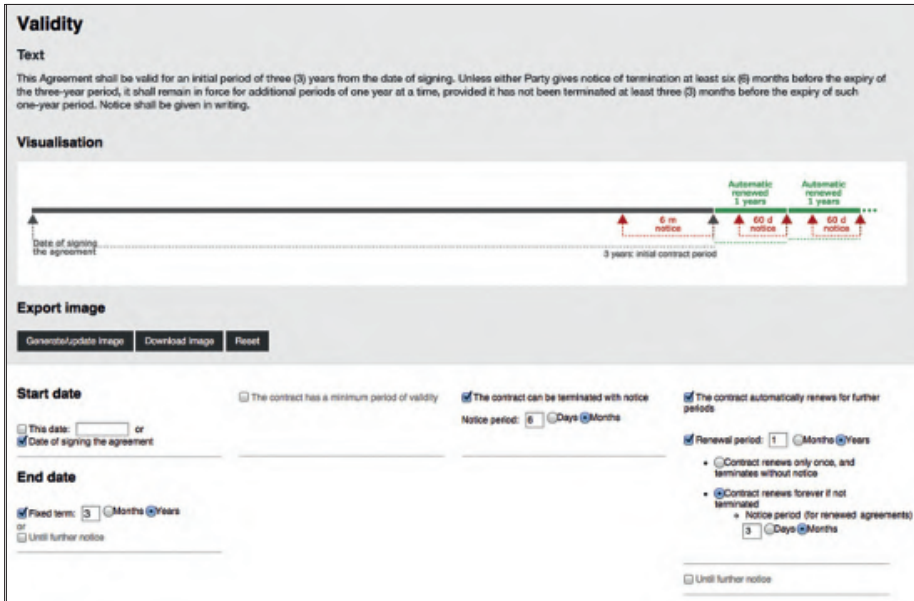 Validity
Text
This Agreement shall be valid for an initial period of three (3) years from the date of signing. Unless either Party gives notice of termination at least six (6) months before the expiry of
the three-year period, it shall remain in force for additional periods of one year at a time, provided it has not been terminated at least three (3) months before the expiry of such
one-year period. Notice shall be given in writing.
Visualisation
Automatic renewed 1 years
Automatic renewed 1 years
6 m notice
60 d notice
60 d notice
Date of signing
the agreement
3 years: initial contract period
Export image
Generate/update image
Download image
Reset
Start date
This date: or
Date of signing the agreement
End date
Fixed term: 3 Months Years
or
Until further notice
The contract has a minimum period of validity
The contract can be terminated with notice
Notice period: 6 Days Months
The contract automatically renews for further
periods
Renewal period: 1 Months Years
Contract renews only once, and
terminates without notice
Contract renews forever if not
terminated
Notice period (for renewed agreements)
3 Days Months
Until further notice